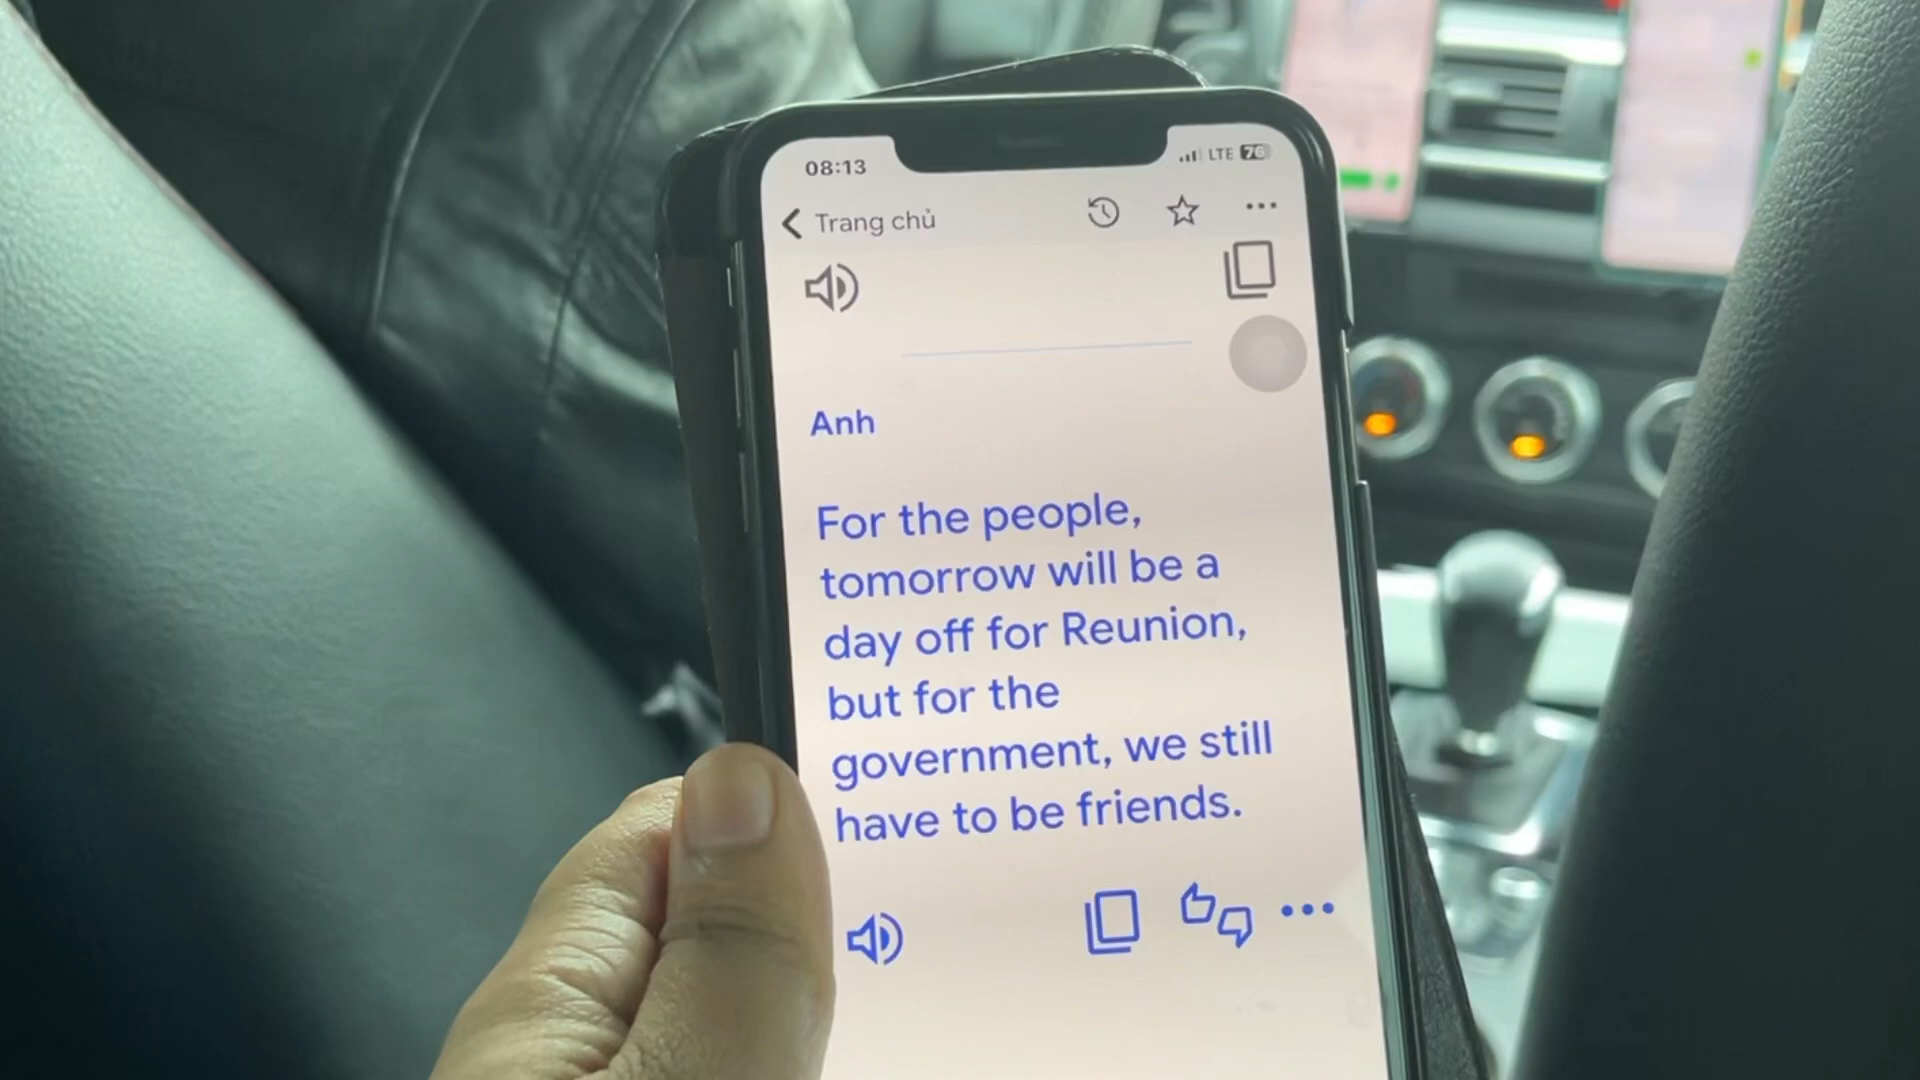 08:13
LTE 76
Trang chủ
Anh
For the people,
tomorrow will be a
day off for Reunion,
but for the
government, we still
have to be friends.